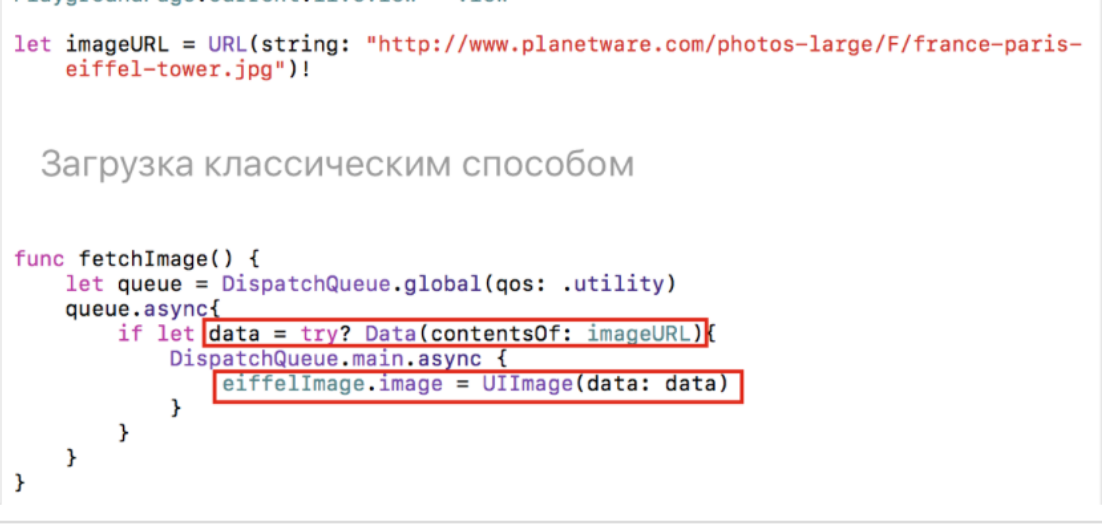 let imageURL = URL(string: "http://www.planetware.com/photos-large/F/france-paris-
eiffel-tower.jpg")!
Загрузка классическим способом
func fetchImage() {
let queue = DispatchQueue.global(qos: .utility)
queue.async{
if let data = try? Data(contentsOf: imageURL){
DispatchQueue.main.async {
eiffelImage.image = UIImage(data: data)
}
}
}
}